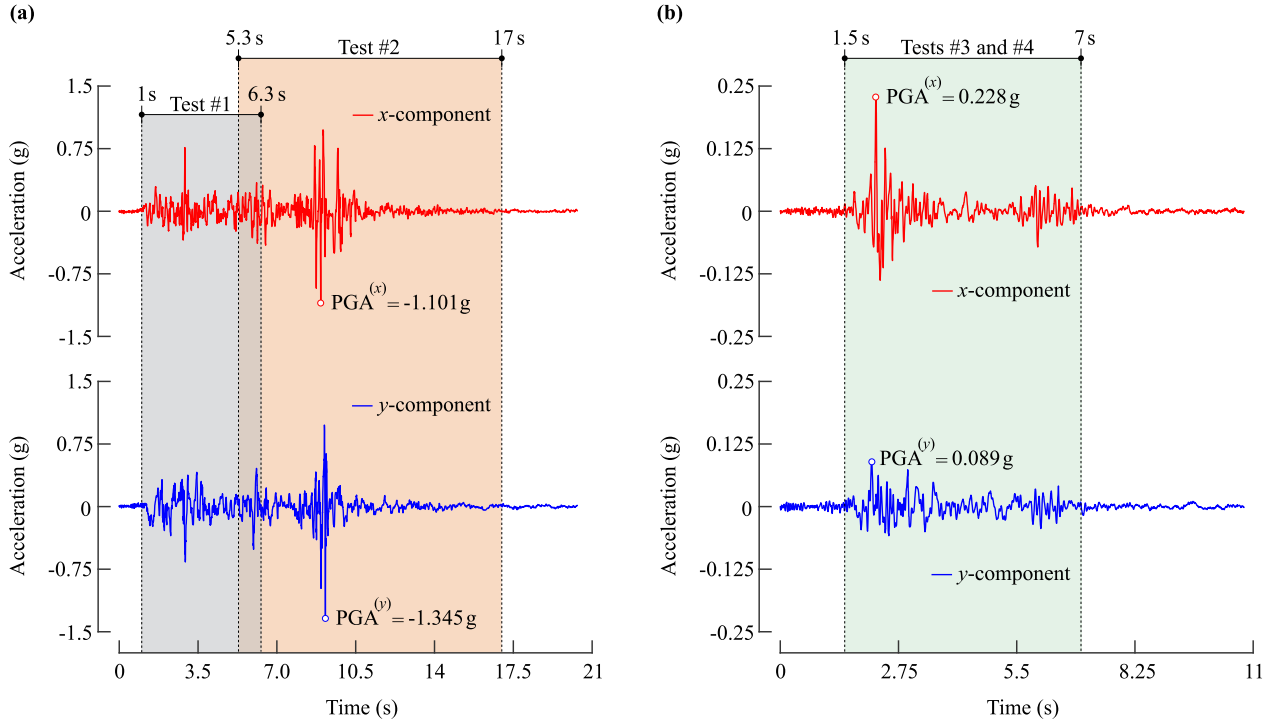 (a)
5.3 s
17 s
Test #2
1 s
Test #1
6.3 s
1.5
0.75
0
-0.75
-1.5
Acceleration (g)
x-component
PGA(x) = -1.101 g
1.5
0.75
0
-0.75
-1.5
Acceleration (g)
y-component
PGA(y) = -1.345 g
0
3.5
7.0
10.5
14
17.5
21
Time (s)
(b)
1.5 s
7 s
Tests #3 and #4
0.25
0.125
0
-0.125
-0.25
Acceleration (g)
PGA(x) = 0.228 g
x-component
0.25
0.125
0
-0.125
-0.25
Acceleration (g)
PGA(y) = 0.089 g
y-component
0
2.75
5.5
8.25
11
Time (s)